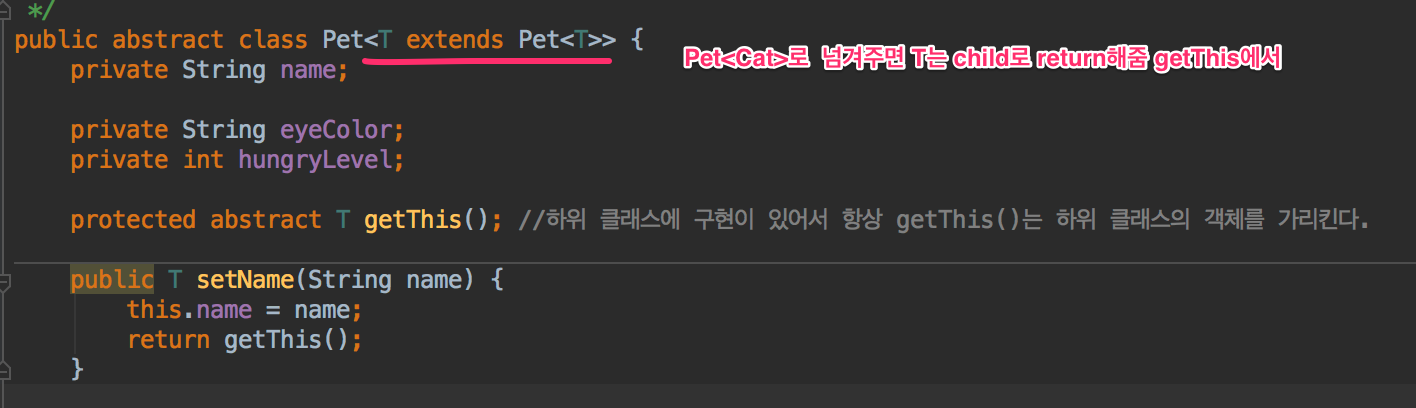 */
public abstract class Pet<T extends Pet<T>> {
Pet<Cat>로 넘겨주면 T는 child로 return해줌 getThis에서
private String name;
private String eyeColor;
private int hungryLevel;
protected abstract T getThis(); //하위 클래스에 구현이 있어서 항상 getThis()는 하위 클래스의 객체를 가리킨다.
public T setName(String name) {
this.name = name;
return getThis();
}